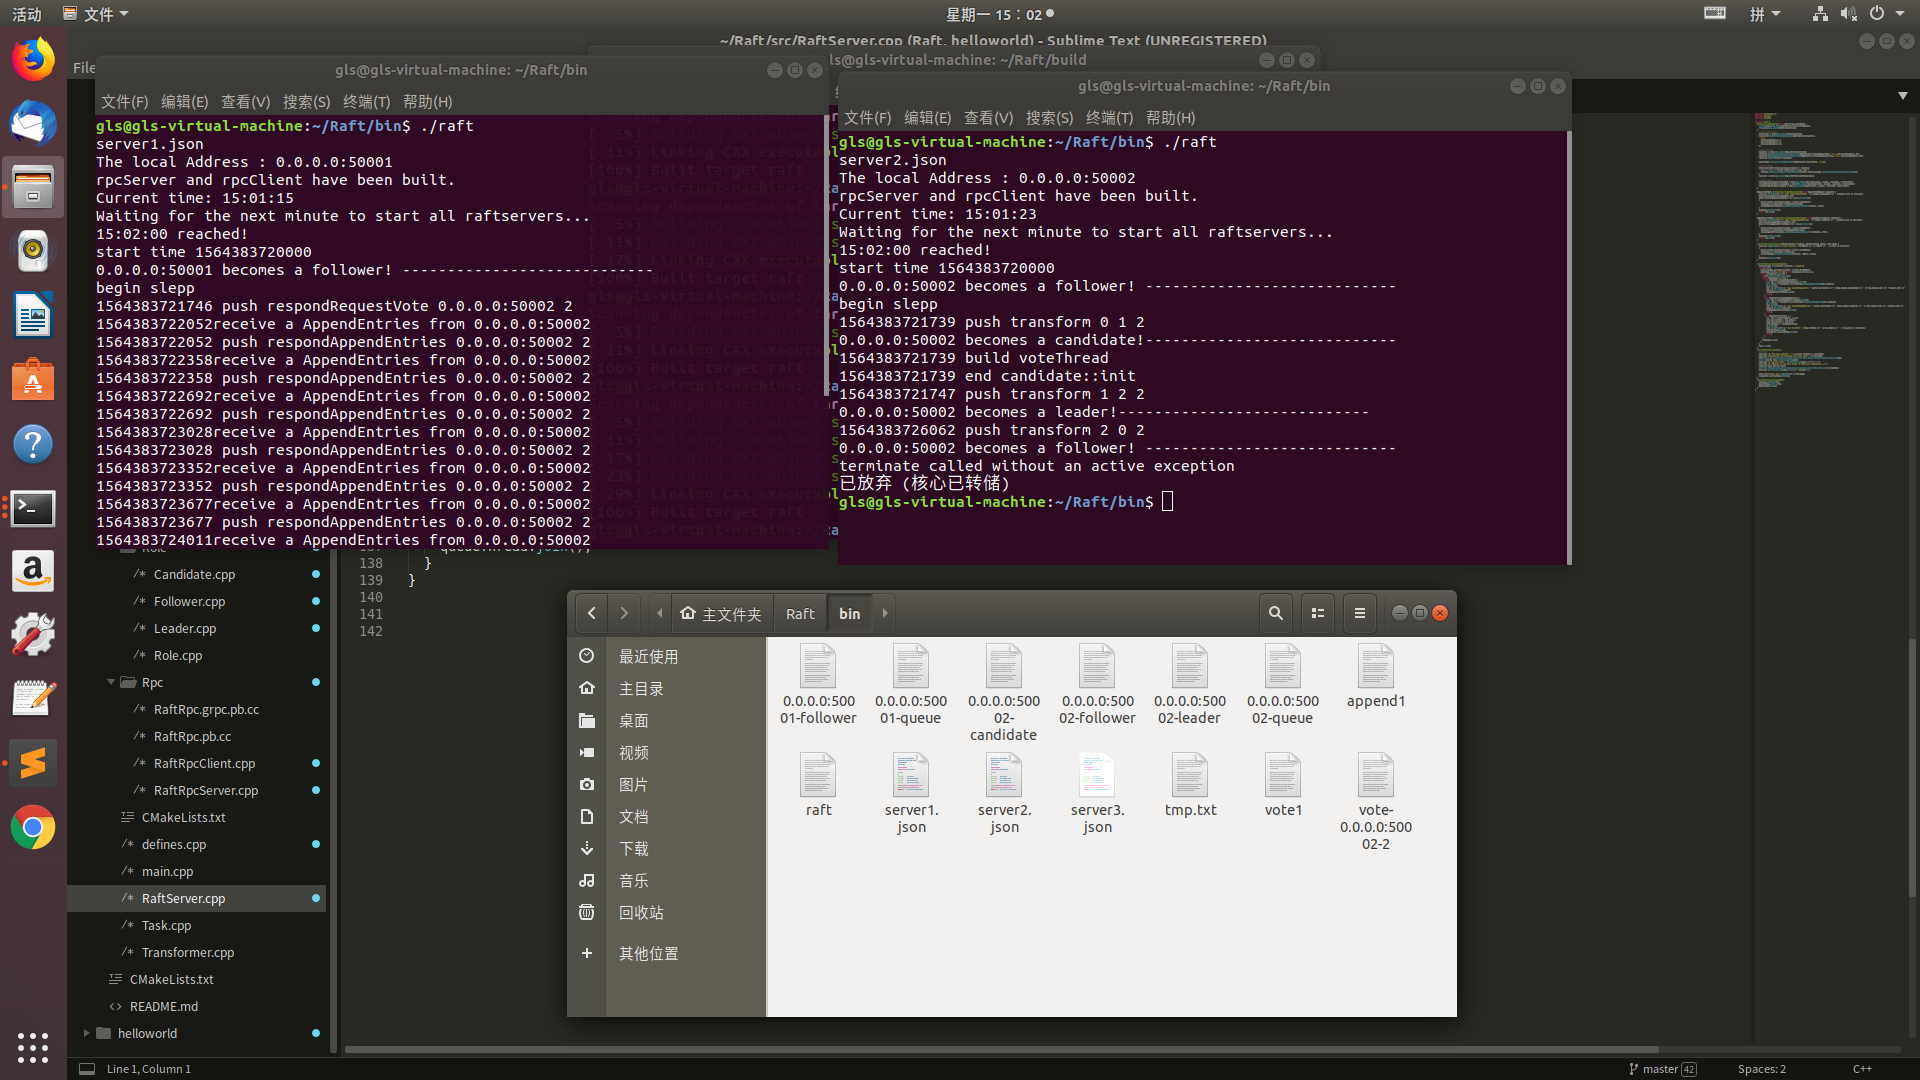 活动
文件
星期一 15：02
拼
~/Raft/src/RaftServer.cpp (Raft, helloworld) - Sublime Text (UNREGISTERED)
File
gls@gls-virtual-machine: ~/Raft/bin
文件(F) 编辑(E) 查看(V) 搜索(S) 终端(T) 帮助(H)
gls@gls-virtual-machine:~/Raft/bin$ ./raft
server1.json
The local Address : 0.0.0.0:50001
rpcServer and rpcClient have been built.
Current time: 15:01:15
Waiting for the next minute to start all raftservers...
15:02:00 reached!
start time 1564383720000
0.0.0.0:50001 becomes a follower! ----------------------------
begin slepp
1564383721746 push respondRequestVote 0.0.0.0:50002 2
1564383722052receive a AppendEntries from 0.0.0.0:50002
1564383722052 push respondAppendEntries 0.0.0.0:50002 2
1564383722358receive a AppendEntries from 0.0.0.0:50002
1564383722358 push respondAppendEntries 0.0.0.0:50002 2
1564383722692receive a AppendEntries from 0.0.0.0:50002
1564383722692 push respondAppendEntries 0.0.0.0:50002 2
1564383723028receive a AppendEntries from 0.0.0.0:50002
1564383723028 push respondAppendEntries 0.0.0.0:50002 2
1564383723352receive a AppendEntries from 0.0.0.0:50002
1564383723352 push respondAppendEntries 0.0.0.0:50002 2
1564383723677receive a AppendEntries from 0.0.0.0:50002
1564383723677 push respondAppendEntries 0.0.0.0:50002 2
1564383724011receive a AppendEntries from 0.0.0.0:50002
gls@gls-virtual-machine: ~/Raft/build
gls@gls-virtual-machine: ~/Raft/bin
文件(F) 编辑(E) 查看(V) 搜索(S) 终端(T) 帮助(H)
gls@gls-virtual-machine:~/Raft/bin$ ./raft
server2.json
The local Address : 0.0.0.0:50002
rpcServer and rpcClient have been built.
Current time: 15:01:23
Waiting for the next minute to start all raftservers...
15:02:00 reached!
start time 1564383720000
0.0.0.0:50002 becomes a follower! ----------------------------
begin slepp
1564383721739 push transform 0 1 2
0.0.0.0:50002 becomes a candidate!----------------------------
1564383721739 build voteThread
1564383721739 end candidate::init
1564383721747 push transform 1 2 2
0.0.0.0:50002 becomes a leader!----------------------------
1564383726062 push transform 2 0 2
0.0.0.0:50002 becomes a follower! ----------------------------
terminate called without an active exception
已放弃 (核心已转储)
gls@gls-virtual-machine:~/Raft/bin$
Candidate.cpp
Follower.cpp
Leader.cpp
Role.cpp
Rpc
RaftRpc.grpc.pb.cc
RaftRpc.pb.cc
RaftRpcClient.cpp
RaftRpcServer.cpp
CMakeLists.txt
defines.cpp
main.cpp
RaftServer.cpp
Task.cpp
Transformer.cpp
CMakeLists.txt
README.md
helloworld
138 }
139 }
140
141
142
主文件夹 Raft bin
最近使用
主目录
桌面
视频
图片
文档
下载
音乐
回收站
其他位置
0.0.0.0:50001-follower
0.0.0.0:50001-queue
0.0.0.0:50002-candidate
0.0.0.0:50002-follower
0.0.0.0:50002-leader
0.0.0.0:50002-queue
append1
raft
server1.json
server2.json
server3.json
tmp.txt
vote1
vote-0.0.0.0:50002-2
Line 1, Column 1
master 42
Spaces: 2
C++